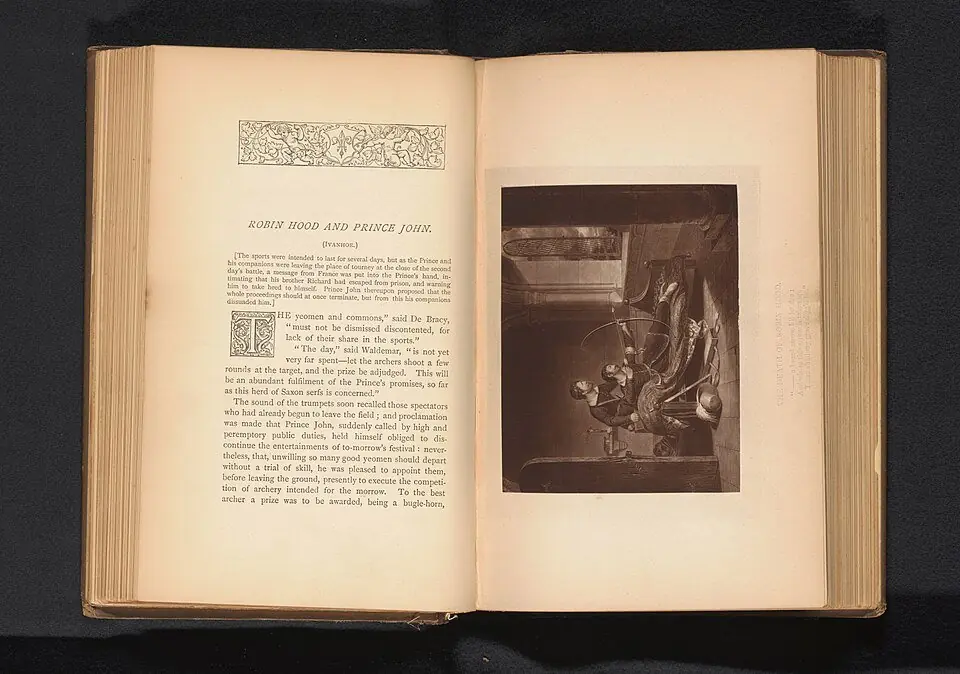 ROBIN HOOD AND PRINCE JOHN.
(IVANHOE.)
[The sports were intended to last for several days, but as the Prince and
his companions were leaving the place of tourney at the close of the second
day's battle, a message from France was put into the Prince's hand, in-
timating that his brother Richard had escaped from prison, and warning
him to take heed to himself. Prince John thereupon proposed that the
whole proceedings should at once terminate, but from this his companions
dissuaded him.]
THE yeomen and commons," said De Bracy,
"must not be dismissed discontented, for
lack of their share in the sports."
"The day," said Waldemar, "is not yet
very far spent—let the archers shoot a few
rounds at the target, and the prize be adjudged. This will
be an abundant fulfilment of the Prince's promises, so far
as this herd of Saxon serfs is concerned."
The sound of the trumpets soon recalled those spectators
who had already begun to leave the field; and proclamation
was made that Prince John, suddenly called by high and
peremptory public duties, held himself obliged to dis-
continue the entertainments of to-morrow's festival: never-
theless, that, unwilling so many good yeomen should depart
without a trial of skill, he was pleased to appoint them,
before leaving the ground, presently to execute the competi-
tion of archery intended for the morrow. To the best
archer a prize was to be awarded, being a bugle-horn,